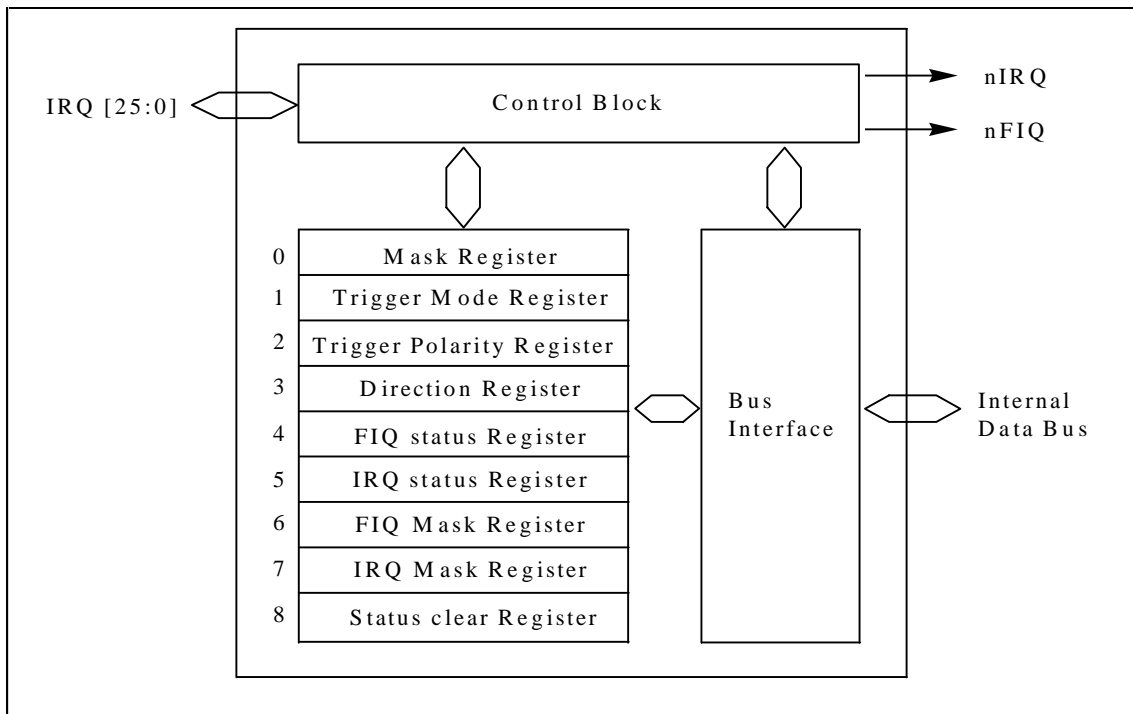 IRQ [25:0]
Control Block
nIRQ
nFIQ
0 Mask Register
1 Trigger Mode Register
2 Trigger Polarity Register
3 Direction Register
4 FIQ status Register
5 IRQ status Register
6 FIQ Mask Register
7 IRQ Mask Register
8 Status clear Register
Bus
Interface
Internal
Data Bus